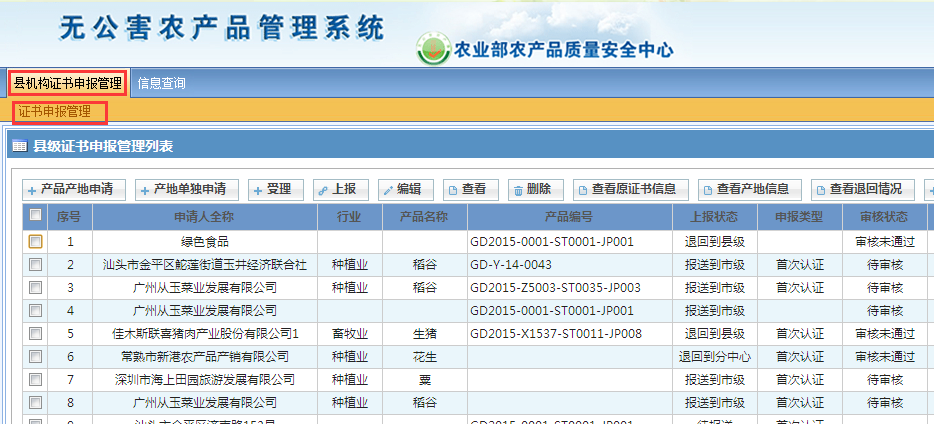 无公害农产品管理系统
农业部农产品质量安全中心
县机构证书申报管理 信息查询
证书申报管理
县级证书申报管理列表
产品产地申请 产地单独申请 受理 上报 编辑 查看 删除 查看原证书信息 查看产地信息 查看退回情况
序号 申请人全称 行业 产品名称 产品编号 上报状态 申报类型 审核状态
1 绿色食品 GD2015-0001-ST0001-JP001 退回到县级 审核未通过
2 汕头市金平区鮀莲街道玉井经济联合社 种植业 稻谷 GD-Y-14-0043 报送到市级 首次认证 待审核
3 广州从玉菜业发展有限公司 种植业 稻谷 GD2015-Z5003-ST0035-JP003 报送到市级 首次认证 待审核
4 广州从玉菜业发展有限公司 GD2015-0001-ST0001-JP001 报送到市级 待审核
5 佳木斯联喜猪肉产业股份有限公司1 畜牧业 生猪 GD2015-X1537-ST0011-JP008 退回到县级 首次认证 审核未通过
6 常熟市新港农产品产销有限公司 种植业 花生 退回到分中心 首次认证 审核未通过
7 深圳市海上田园旅游发展有限公司 种植业 粟 报送到市级 首次认证 待审核
8 广州从玉菜业发展有限公司 种植业 稻谷 报送到市级 首次认证 待审核